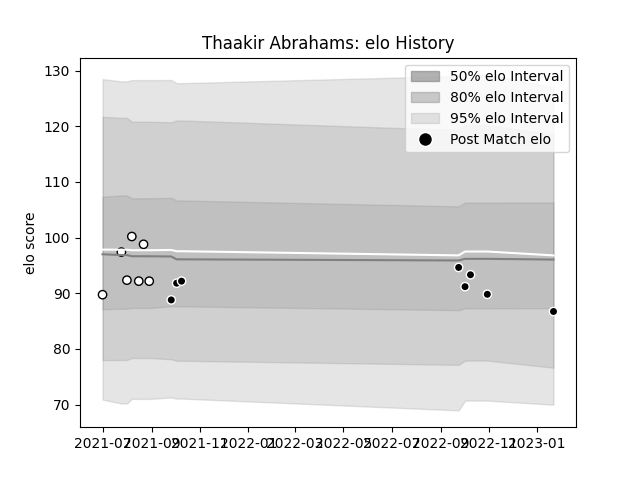 Thaakir Abrahams: elo History
130
120
110
100
90
80
70
elo score
50% elo Interval
80% elo Interval
95% elo Interval
Post Match elo
2021-07 2021-09 2021-11 2022-01 2022-03 2022-05 2022-07 2022-09 2022-11 2023-01